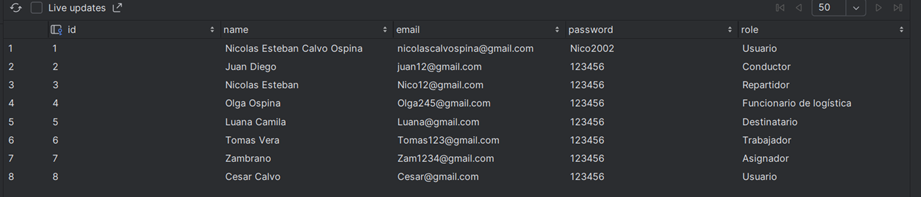 Live updates 50
id name email password role
1 1 Nicolas Esteban Calvo Ospina nicolascalvospina@gmail.com Nico2002 Usuario
2 2 Juan Diego juan12@gmail.com 123456 Conductor
3 3 Nicolas Esteban Nico12@gmail.com 123456 Repartidor
4 4 Olga Ospina Olga245@gmail.com 123456 Funcionario de logística
5 5 Luana Camila Luana@gmail.com 123456 Destinatario
6 6 Tomas Vera Tomas123@gmail.com 123456 Trabajador
7 7 Zambrano Zam1234@gmail.com 123456 Asignador
8 8 Cesar Calvo Cesar@gmail.com 123456 Usuario